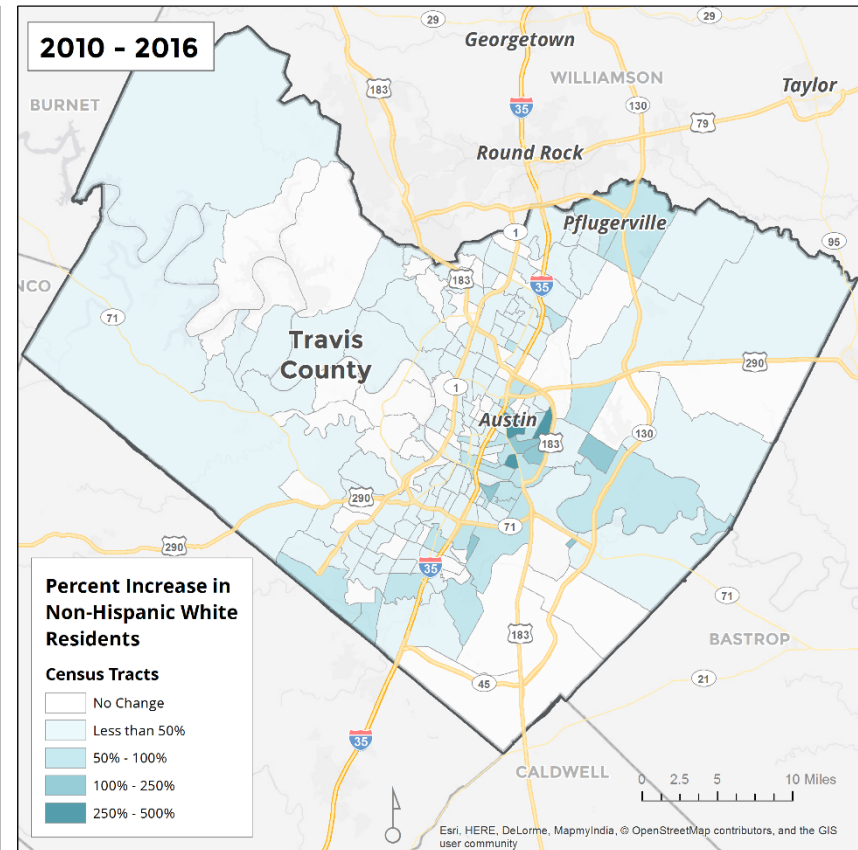 2010 - 2016
29
29
Georgetown
WILLIAMSON
183
Taylor
BURNET
130
35
79
Round Rock
Pflugerville
1
95
183
35
NCO
71
Travis
County
290
1
Austin
183
130
290
71
290
35
71
183
BASTROP
21
45
35
CALDWELL
Percent Increase in
Non-Hispanic White
Residents
Census Tracts
No Change
Less than 50%
50% - 100%
100% - 250%
250% - 500%
0 2.5 5 10 Miles
Esri, HERE, DeLorme, MapmyIndia, © OpenStreetMap contributors, and the GIS
user community